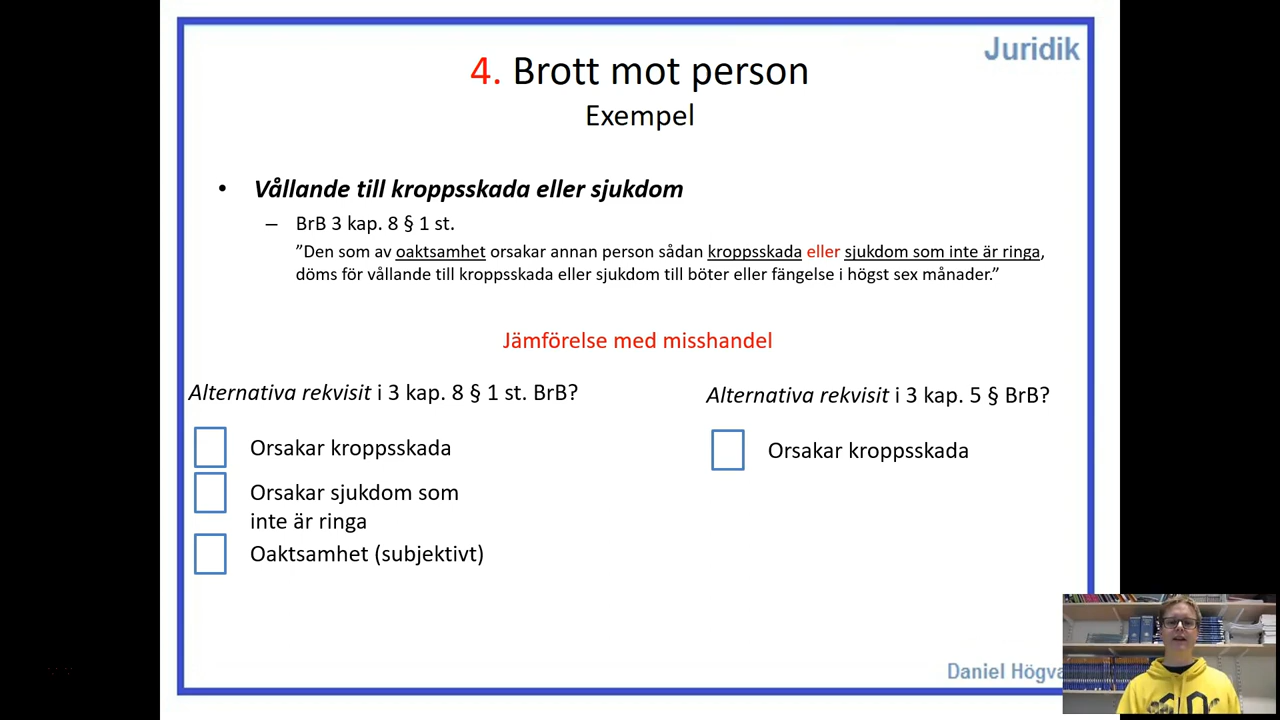 Juridik
4. Brott mot person
Exempel
• Vållande till kroppsskada eller sjukdom
– BrB 3 kap. 8 § 1 st.
”Den som av oaktsamhet orsakar annan person sådan kroppsskada eller sjukdom som inte är ringa,
döms för vållande till kroppsskada eller sjukdom till böter eller fängelse i högst sex månader.”
Jämförelse med misshandel
Alternativa rekvisit i 3 kap. 8 § 1 st. BrB?
Orsakar kroppsskada
Orsakar sjukdom som
inte är ringa
Oaktsamhet (subjektivt)
Alternativa rekvisit i 3 kap. 5 § BrB?
Orsakar kroppsskada
Daniel Högva